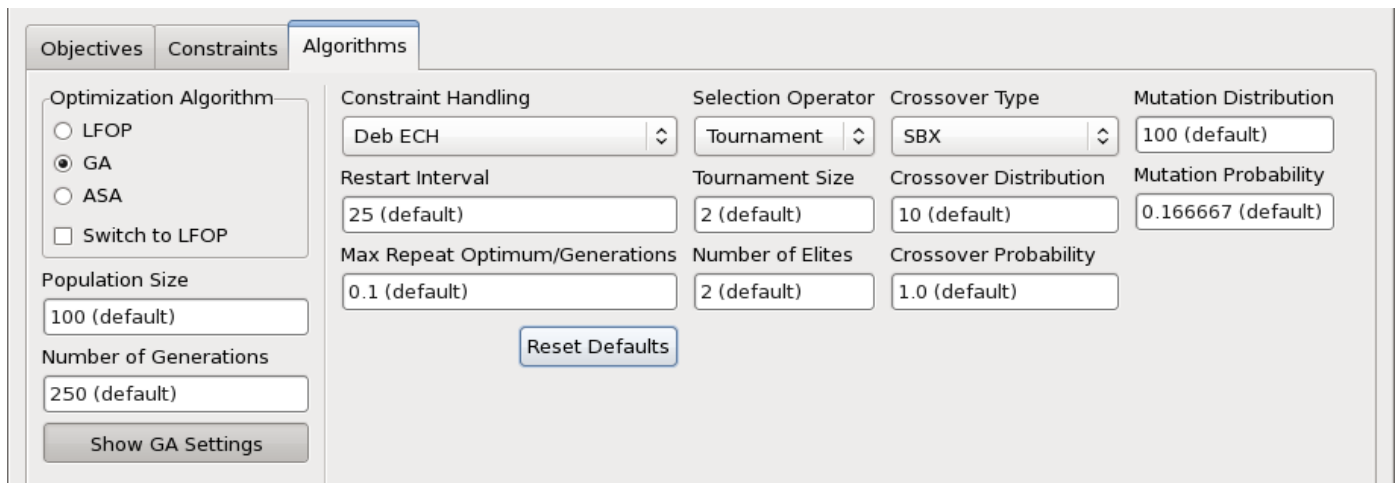 Objectives
Constraints
Algorithms
Optimization Algorithm
LFOP
GA
ASA
Switch to LFOP
Population Size
100 (default)
Number of Generations
250 (default)
Show GA Settings
Constraint Handling
Deb ECH
Restart Interval
25 (default)
Max Repeat Optimum/Generations
0.1 (default)
Reset Defaults
Selection Operator
Tournament
Tournament Size
2 (default)
Number of Elites
2 (default)
Crossover Type
SBX
Crossover Distribution
10 (default)
Crossover Probability
1.0 (default)
Mutation Distribution
100 (default)
Mutation Probability
0.166667 (default)